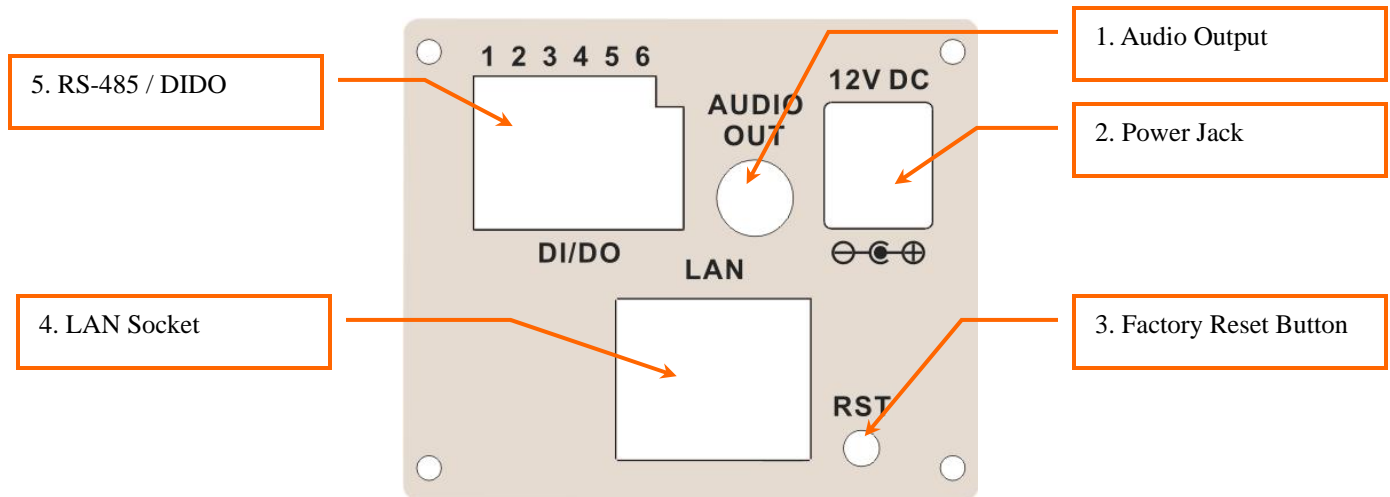 1. Audio Output
1 2 3 4 5 6
5. RS-485 / DIDO
12V DC
AUDIO
OUT
2. Power Jack
DI/DO
LAN
4. LAN Socket
3. Factory Reset Button
RST